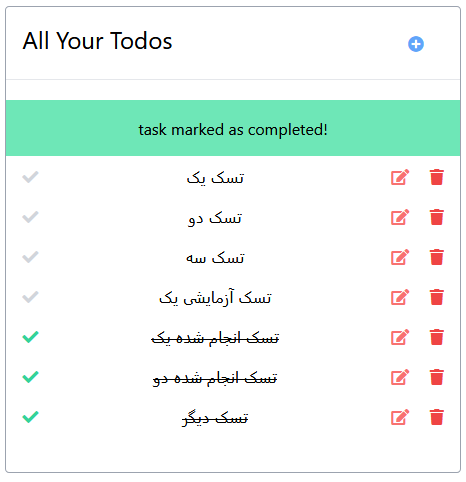 All Your Todos
task marked as completed!
تسک یک
تسک دو
تسک سه
تسک آزمایشی یک
تسک انجام شده یک
تسک انجام شده دو
تسک دیگر